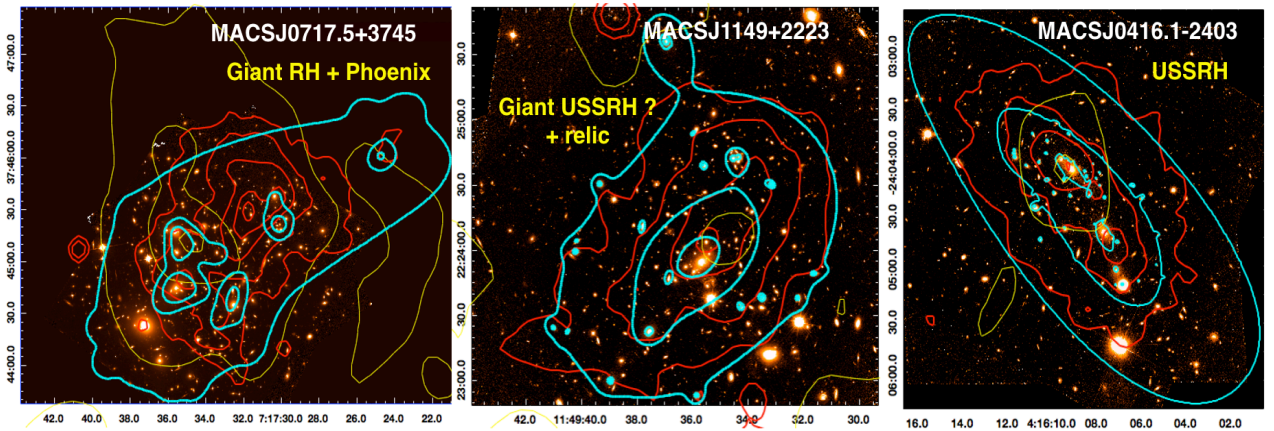 MACSJ0717.5+3745
Giant RH + Phoenix
47:00.0
30.0
37:46:00.0
30.0
45:00.0
30.0
44:00.0
42.0 40.0 38.0 36.0 34.0 32.0 7:17:30.0 28.0 26.0 24.0 22.0
MACSJ1149+2223
Giant USSRH ?
+ relic
30.0
25:00.0
30.0
22:24:00.0
30.0
23:00.0
42.0 11:49:40.0 38.0 36.0 34.0 32.0 30.0
MACSJ0416.1-2403
USSRH
03:00.0
30.0
-24:04:00.0
30.0
05:00.0
30.0
06:00.0
16.0 14.0 12.0 4:16:10.0 08.0 06.0 04.0 02.0